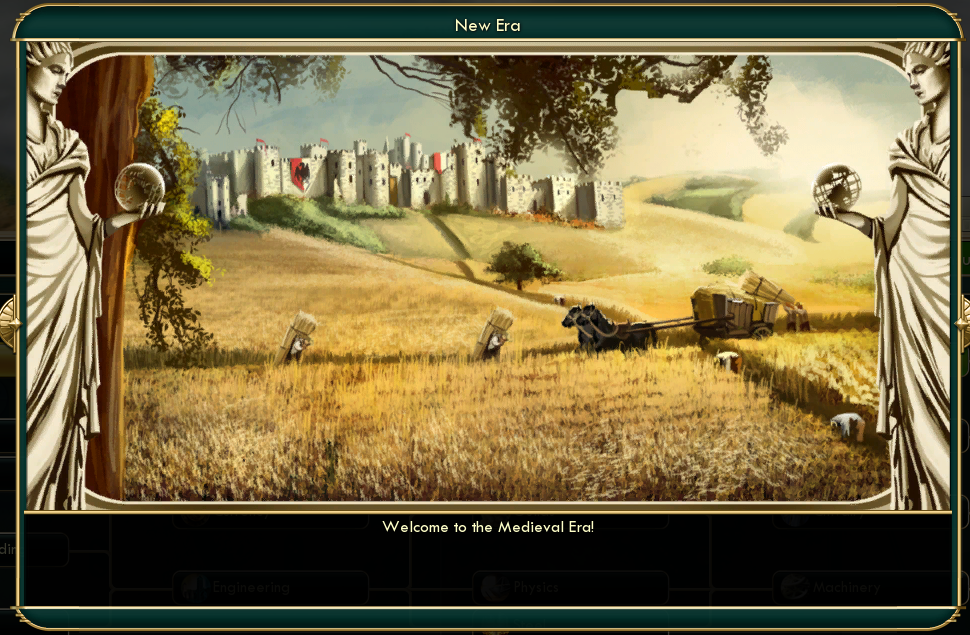 New Era
Welcome to the Medieval Era!
Engineering
Physics
Machinery